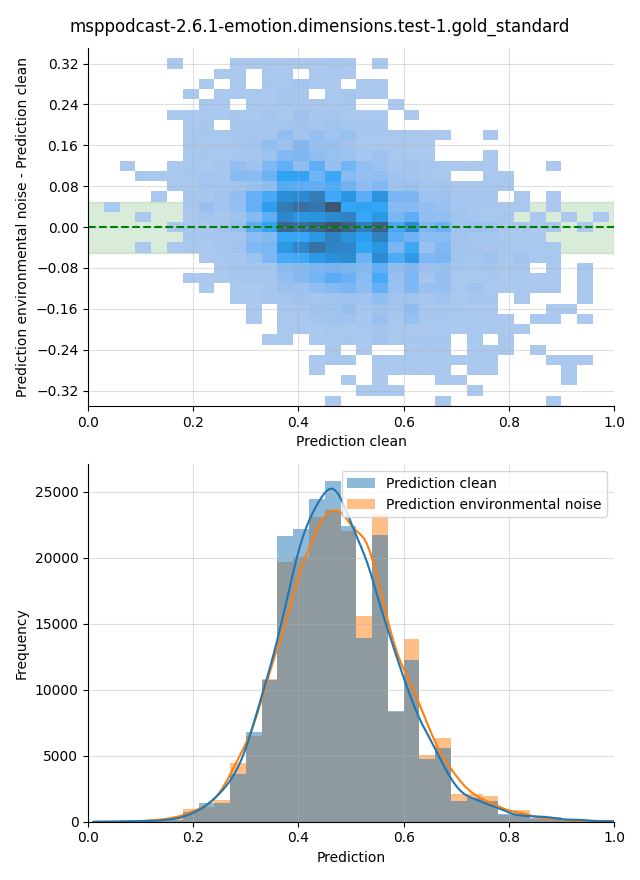 msppodcast-2.6.1-emotion.dimensions.test-1.gold_standard
Prediction environmental noise - Prediction clean
0.32
0.24
0.16
0.08
0.00
−0.08
−0.16
−0.24
−0.32
0.0 0.2 0.4 0.6 0.8 1.0
Prediction clean
Frequency
25000
20000
15000
10000
5000
0
Prediction clean
Prediction environmental noise
0.0 0.2 0.4 0.6 0.8 1.0
Prediction